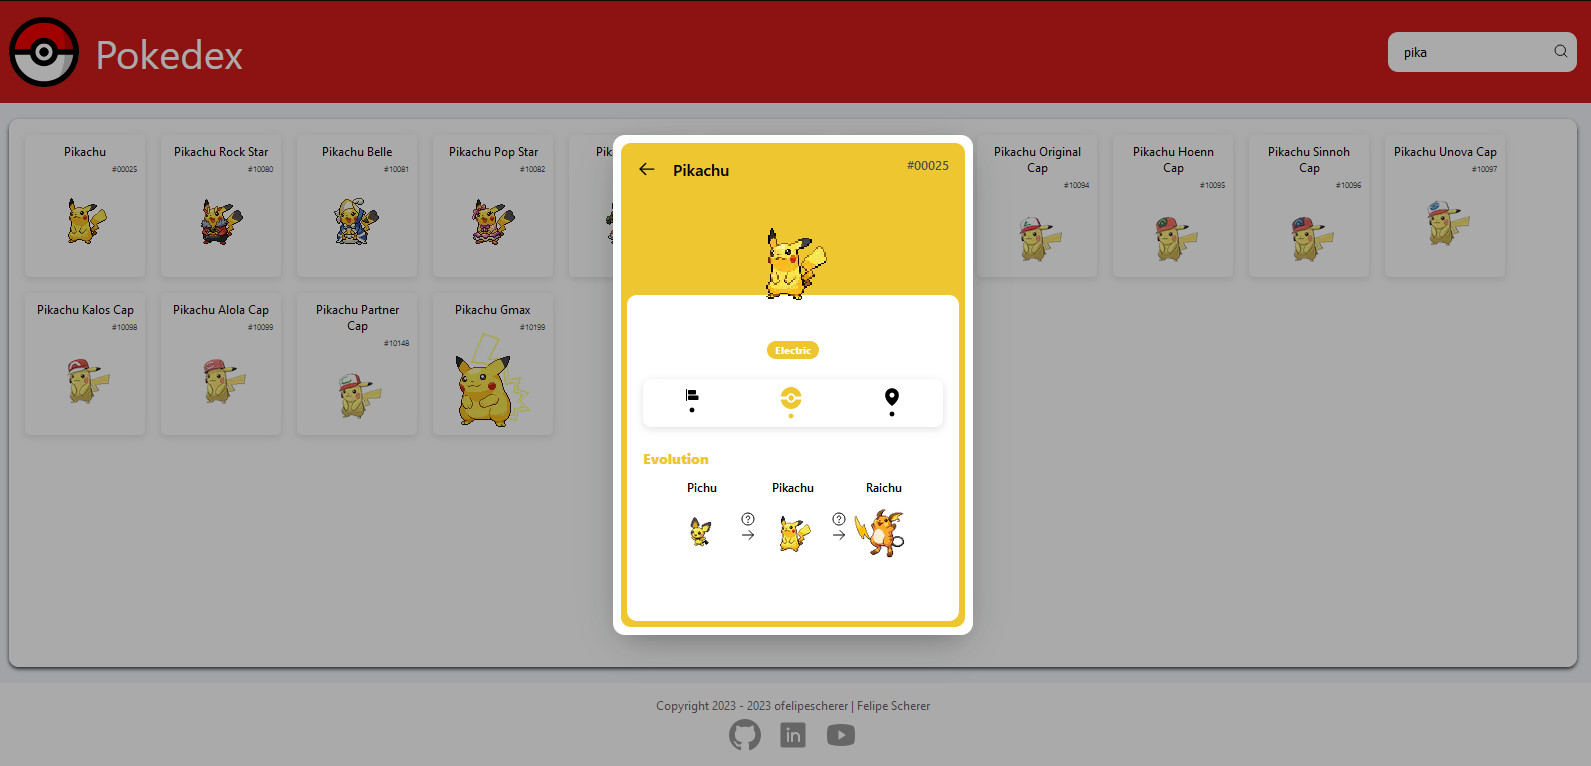 Pokedex
pika
Pikachu
#00025
Pikachu Rock Star
#10080
Pikachu Belle
#10081
Pikachu Pop Star
#10082
Pikachu Original
Cap
#10094
Pikachu Hoenn
Cap
#10095
Pikachu Sinnoh
Cap
#10096
Pikachu Unova Cap
#10097
Pikachu Kalos Cap
#10098
Pikachu Alola Cap
#10099
Pikachu Partner
Cap
#10148
Pikachu Gmax
#10199
Pikachu
#00025
Electric
Evolution
Pichu
Pikachu
Raichu
Copyright 2023 - 2023 ofelipescherer | Felipe Scherer